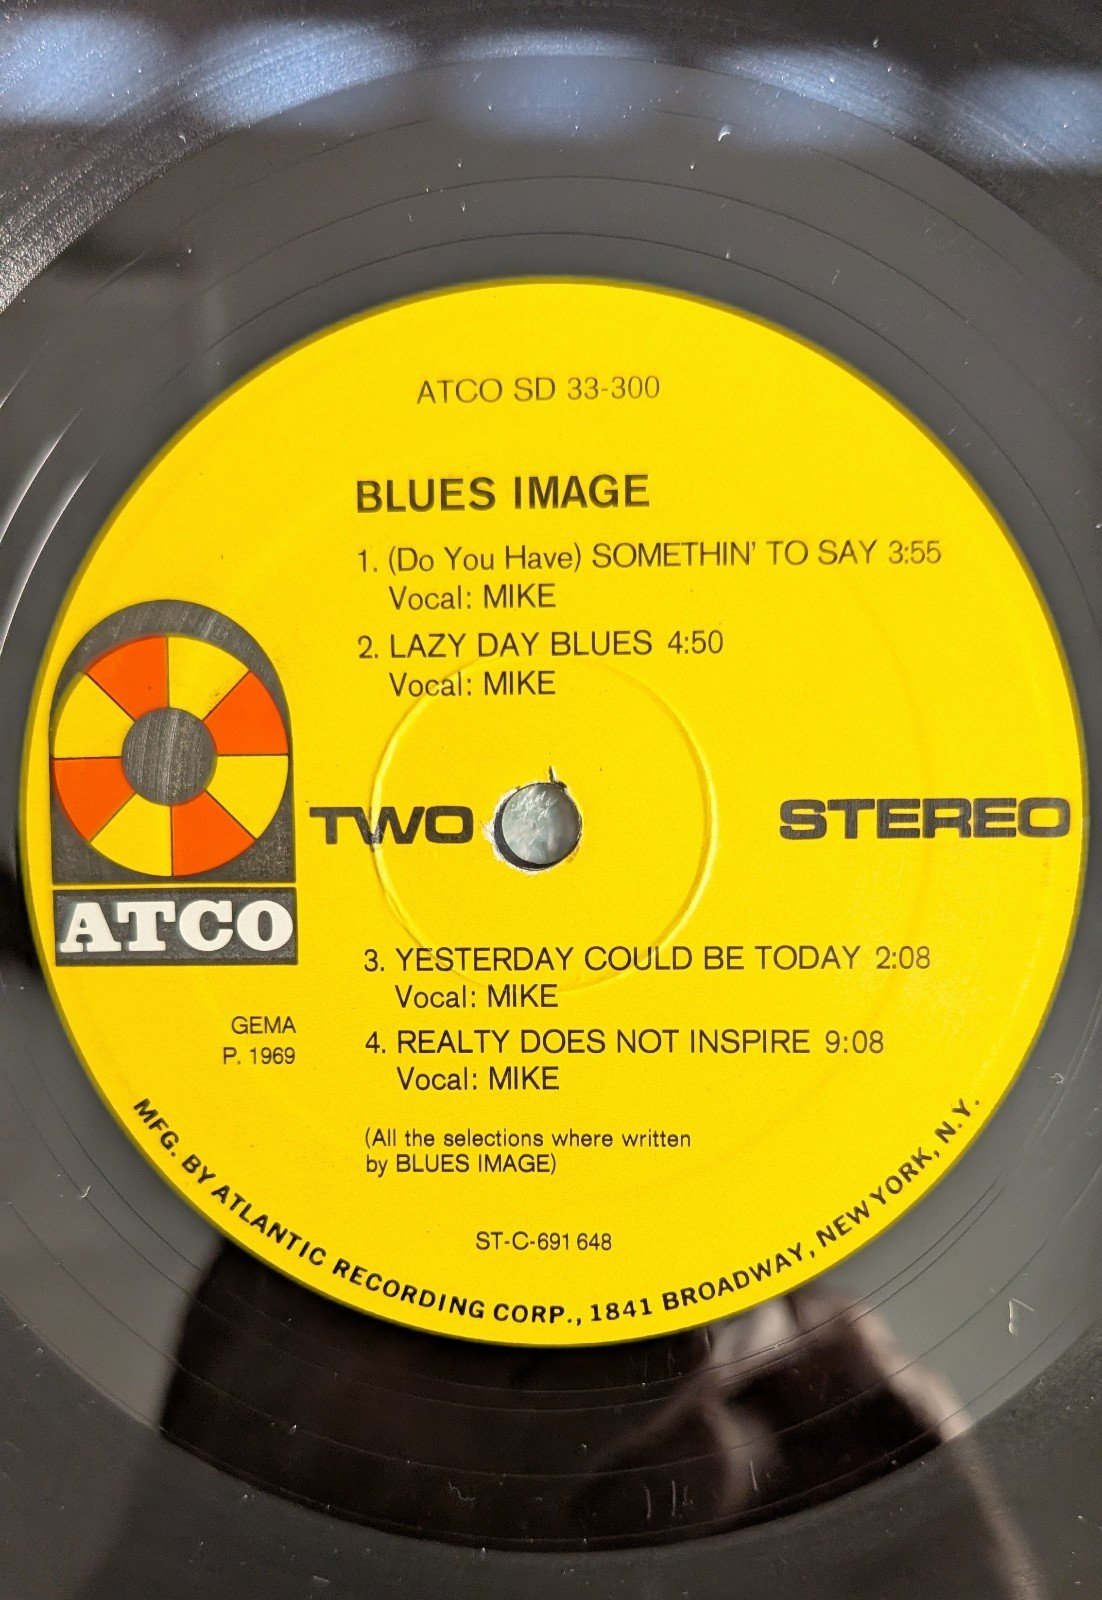 ATCO SD 33-300
BLUES IMAGE
1. (Do You Have) SOMETHIN' TO SAY 3:55
Vocal: MIKE
2. LAZY DAY BLUES 4:50
Vocal: MIKE
TWO
STEREO
ATCO
3. YESTERDAY COULD BE TODAY 2:08
Vocal: MIKE
4. REALTY DOES NOT INSPIRE 9:08
Vocal: MIKE
GEMA
P. 1969
(All the selections where written
by BLUES IMAGE)
ST-C-691 648
MFG. BY ATLANTIC RECORDING CORP., 1841 BROADWAY, NEW YORK, N.Y.